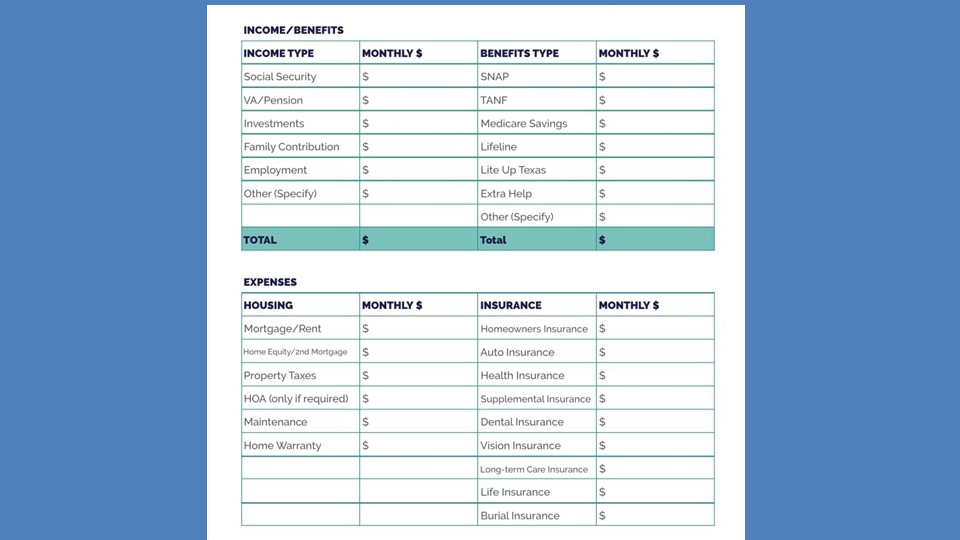 INCOME/BENEFITS
INCOME TYPE MONTHLY $ BENEFITS TYPE MONTHLY $
Social Security $ SNAP $
VA/Pension $ TANF $
Investments $ Medicare Savings $
Family Contribution $ Lifeline $
Employment $ Lite Up Texas $
Other (Specify) $ Extra Help $
Other (Specify) $
TOTAL $ Total $
EXPENSES
HOUSING MONTHLY $ INSURANCE MONTHLY $
Mortgage/Rent $ Homeowners Insurance $
Home Equity/2nd Mortgage $ Auto Insurance $
Property Taxes $ Health Insurance $
HOA (only if required) $ Supplemental Insurance $
Maintenance $ Dental Insurance $
Home Warranty $ Vision Insurance $
Long-term Care Insurance $
Life Insurance $
Burial Insurance $